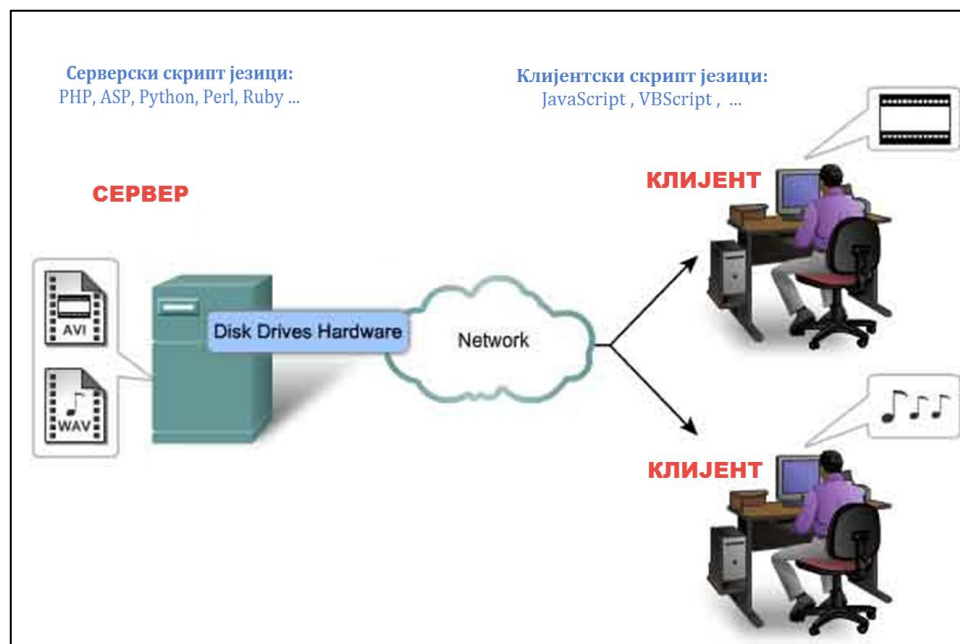 Серверски скрипт језици:
PHP, ASP, Python, Perl, Ruby ...
Клијентски скрипт језици:
JavaScript , VBScript , ...
СЕРВЕР
КЛИЈЕНТ
AVI
WAV
Disk Drives Hardware
Network
КЛИЈЕНТ